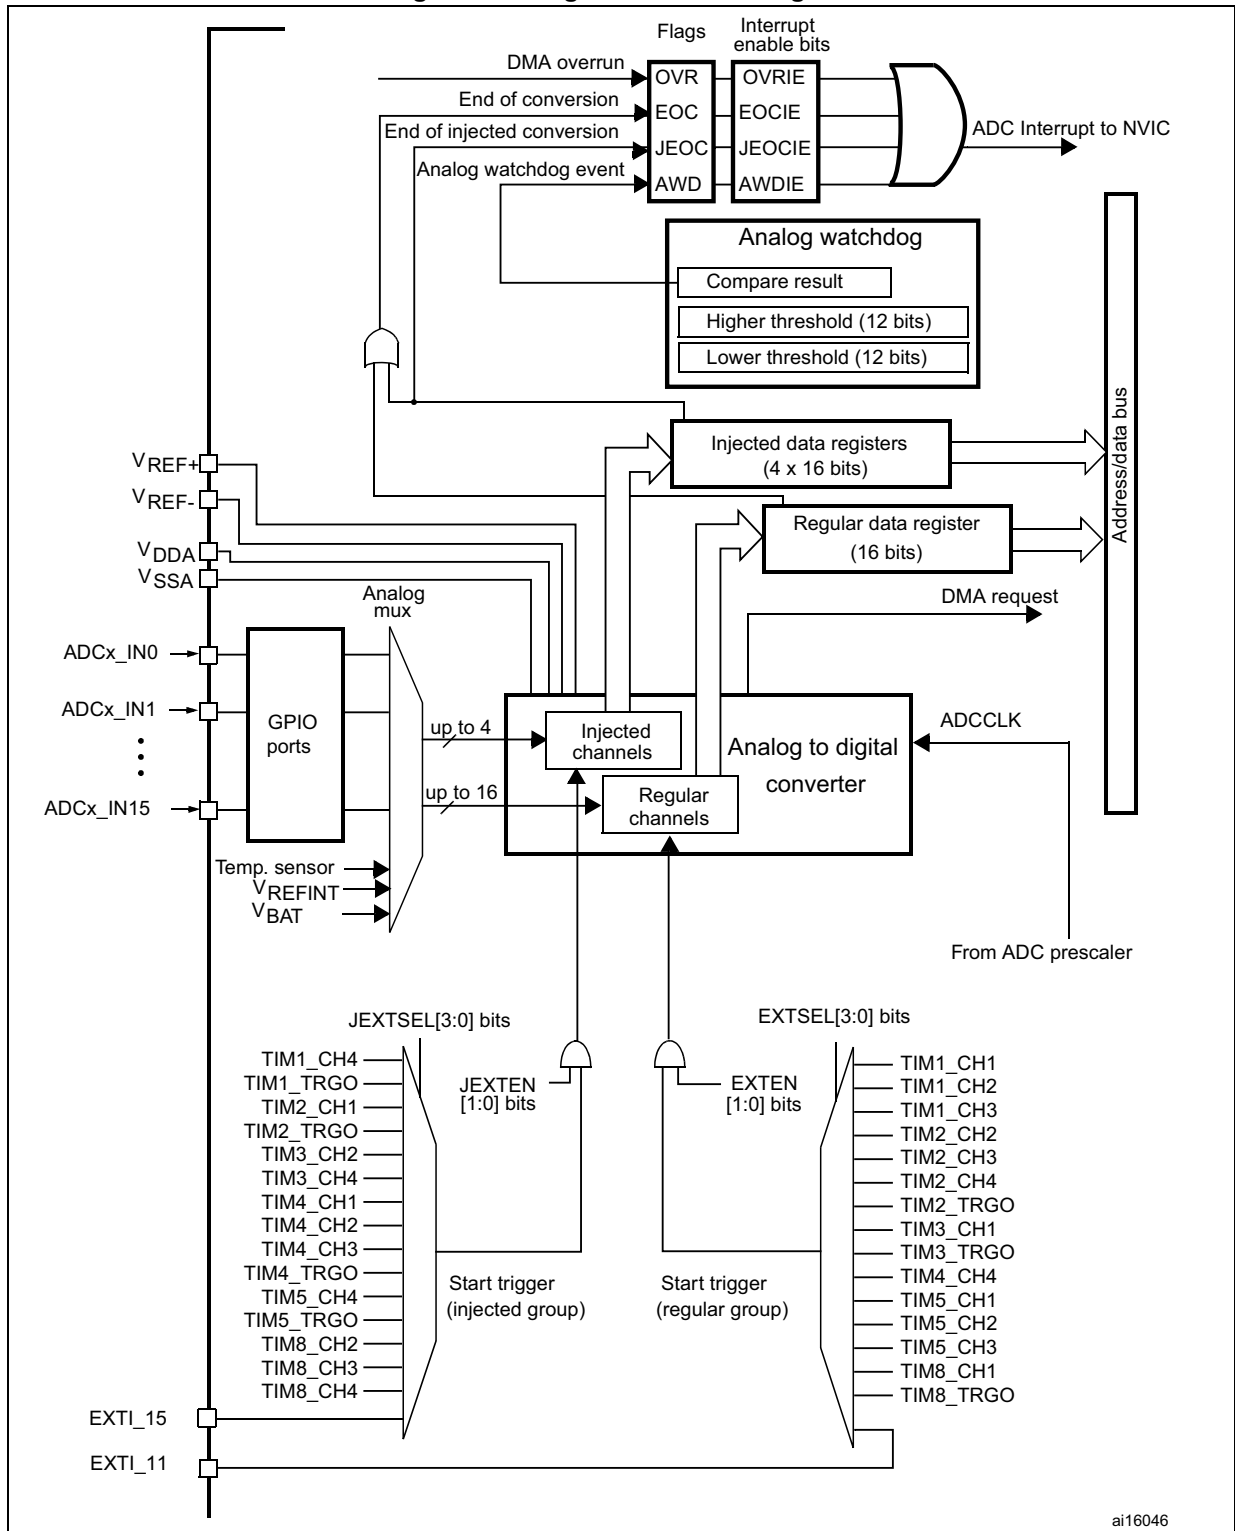 Flags
Interrupt
enable bits
DMA overrun
OVR
OVRIE
End of conversion
EOC
EOCIE
End of injected conversion
JEOC
JEOCIE
ADC Interrupt to NVIC
Analog watchdog event
AWD
AWDIE
Analog watchdog
Compare result
Higher threshold (12 bits)
Lower threshold (12 bits)
Address/data bus
Injected data registers
(4 x 16 bits)
VREF+
VREF-
Regular data register
(16 bits)
VDDA
VSSA
Analog
mux
DMA request
ADCx_IN0
ADCx_IN1
GPIO
ports
up to 4
Injected
channels
Analog to digital
converter
ADCCLK
ADCx_IN15
up to 16
Regular
channels
Temp. sensor
VREFINT
VBAT
From ADC prescaler
JEXTSEL[3:0] bits
EXTSEL[3:0] bits
TIM1_CH4
TIM1_TRGO
TIM2_CH1
TIM2_TRGO
TIM3_CH2
TIM3_CH4
TIM4_CH1
TIM4_CH2
TIM4_CH3
TIM4_TRGO
TIM5_CH4
TIM5_TRGO
TIM8_CH2
TIM8_CH3
TIM8_CH4
JEXTEN
[1:0] bits
EXTEN
[1:0] bits
Start trigger
(injected group)
Start trigger
(regular group)
TIM1_CH1
TIM1_CH2
TIM1_CH3
TIM2_CH2
TIM2_CH3
TIM2_CH4
TIM2_TRGO
TIM3_CH1
TIM3_TRGO
TIM4_CH4
TIM5_CH1
TIM5_CH2
TIM5_CH3
TIM8_CH1
TIM8_TRGO
EXTI_15
EXTI_11
ai16046